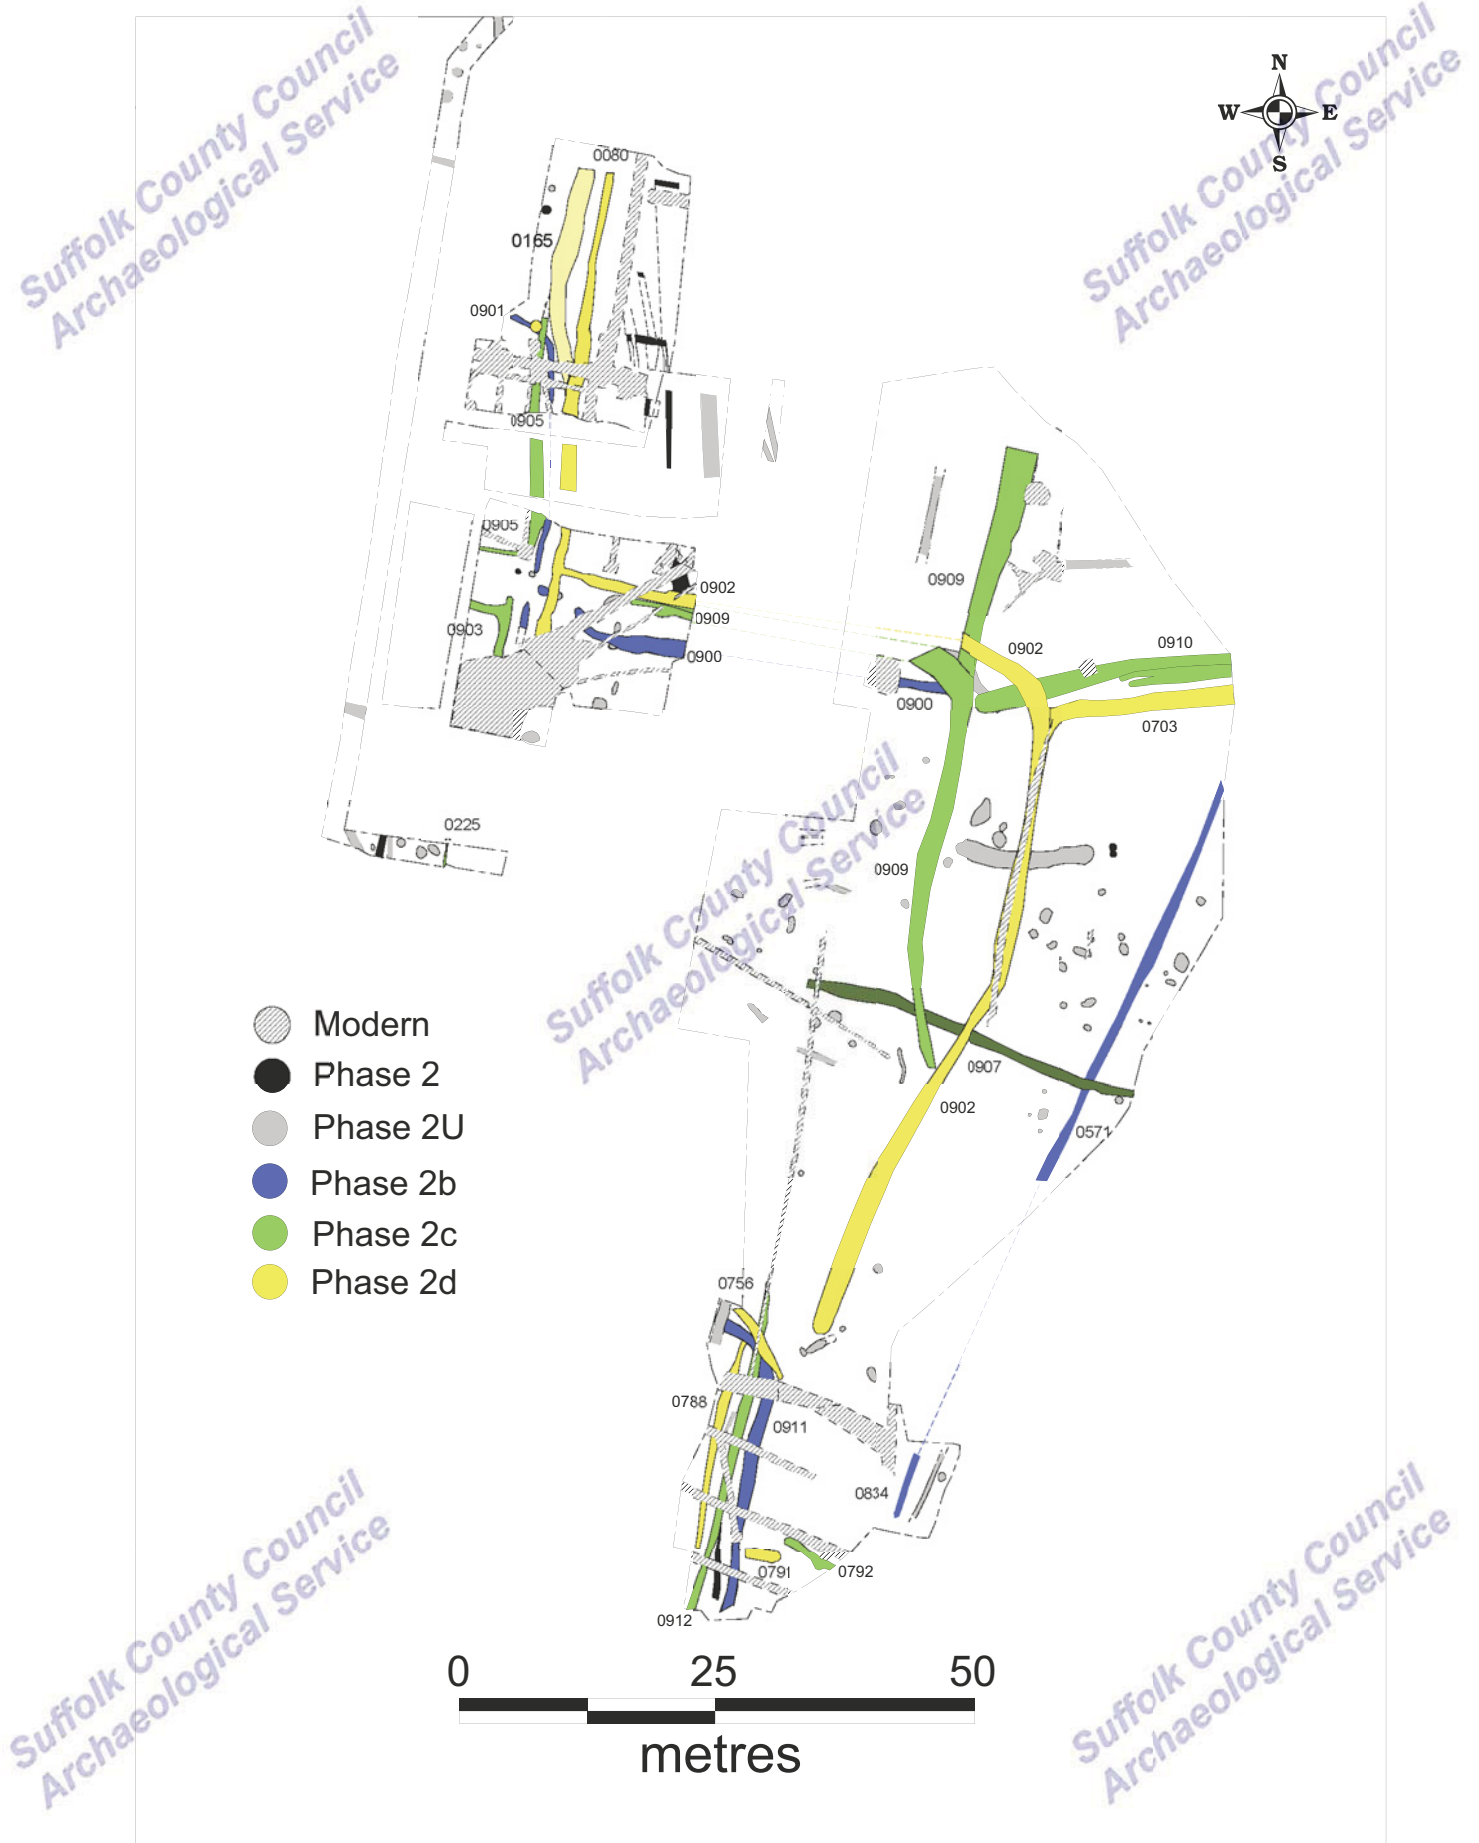 Suffolk County Council
Archaeological Service
Suffolk County Council
Archaeological Service
N
W
E
S
0080
0165
0901
0905
0905
0902
0909
0903
0900
0909
0902
0910
0900
0703
0225
0909
Suffolk County Council
Archaeological Service
Modern
Phase 2
Phase 2U
Phase 2b
Phase 2c
Phase 2d
0907
0902
0571
0756
0788
0911
0834
0791
0792
0912
Suffolk County Council
Archaeological Service
Suffolk County Council
Archaeological Service
0
25
50
metres